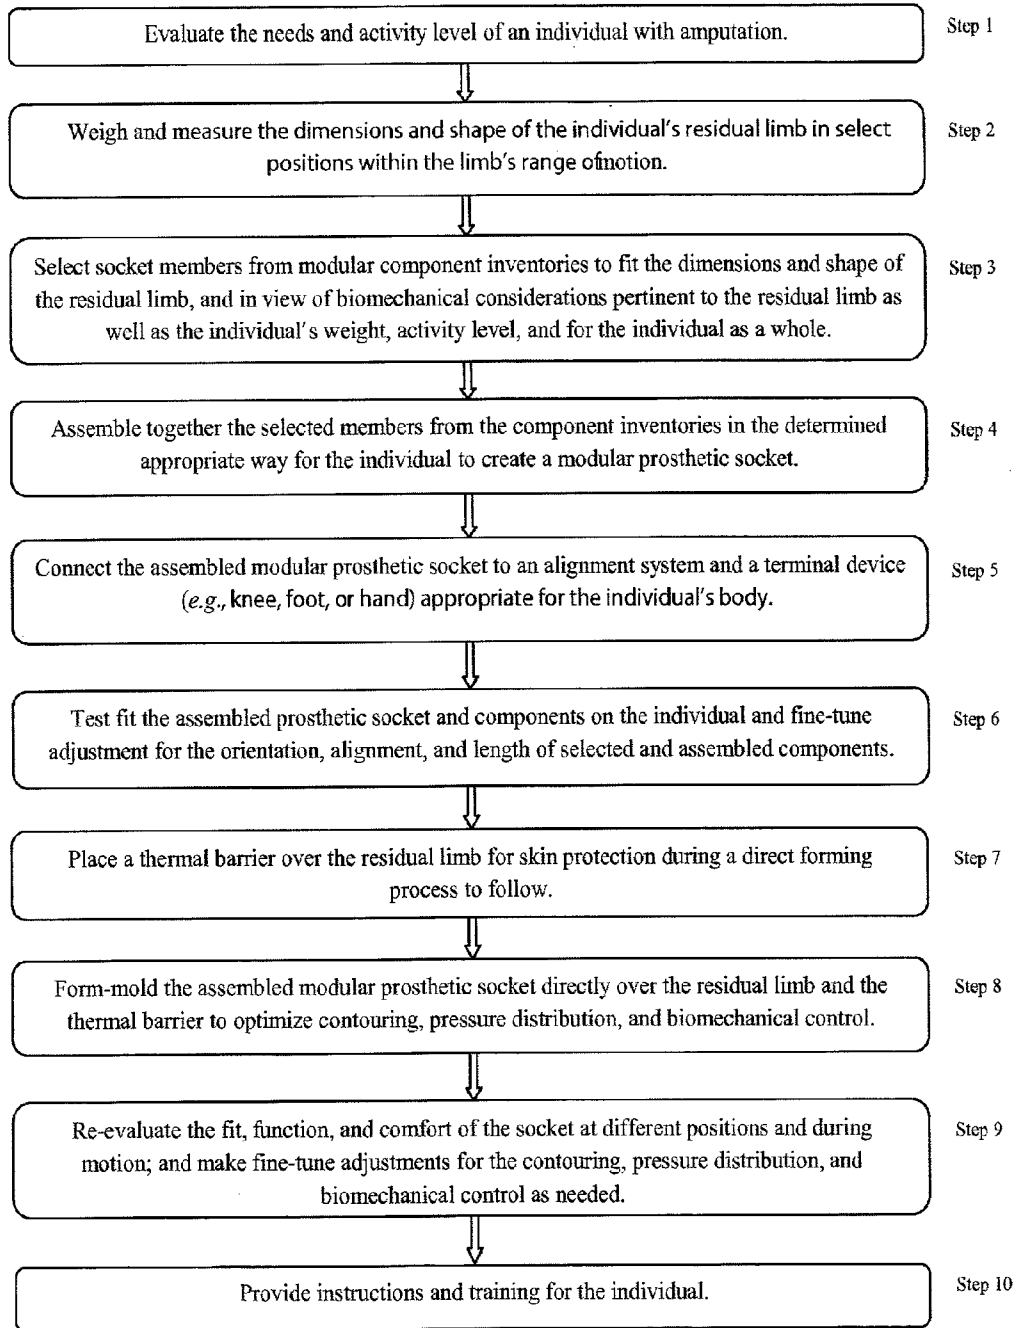 Evaluate the needs and activity level of an individual with amputation.
Step 1
Weigh and measure the dimensions and shape of the individual's residual limb in select
positions within the limb's range ofmotion.
Step 2
Select socket members from modular component inventories to fit the dimensions and shape of
the residual limb, and in view of biomechanical considerations pertinent to the residual limb as
well as the individual's weight, activity level, and for the individual as a whole.
Step 3
Assemble together the selected members from the component inventories in the determined
appropriate way for the individual to create a modular prosthetic socket.
Step 4
Connect the assembled modular prosthetic socket to an alignment system and a terminal device
(e.g., knee, foot, or hand) appropriate for the individual's body.
Step 5
Test fit the assembled prosthetic socket and components on the individual and fine-tune
adjustment for the orientation, alignment, and length of selected and assembled components.
Step 6
Place a thermal barrier over the residual limb for skin protection during a direct forming
process to follow.
Step 7
Form-mold the assembled modular prosthetic socket directly over the residual limb and the
thermal barrier to optimize contouring, pressure distribution, and biomechanical control.
Step 8
Re-evaluate the fit, function, and comfort of the socket at different positions and during
motion; and make fine-tune adjustments for the contouring, pressure distribution, and
biomechanical control as needed.
Step 9
Provide instructions and training for the individual.
Step 10